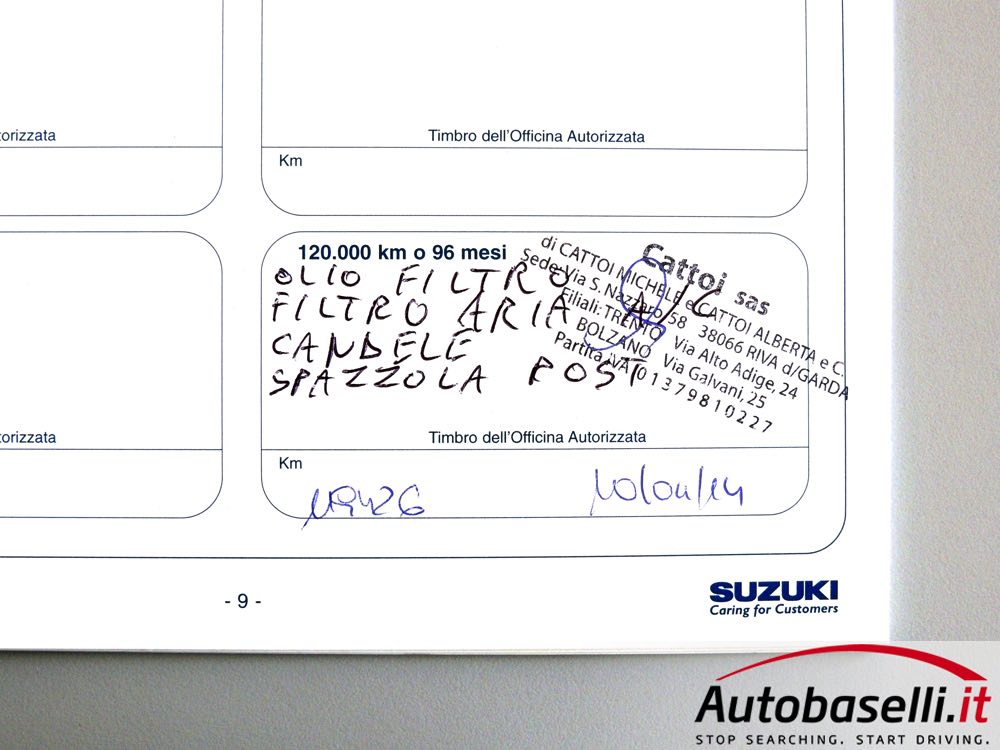 orizzata
Timbro dell'Officina Autorizzata
Km
120.000 km o 96 mesi
OLIO FILTRO
FILTRO ARIA A/C
CANDELE
SPAZZOLA POST
Cattoi sas
di CATTOI MICHELE e CATTOI ALBERTA e C.
Sede: Via S. Nazzaro, 58 38066 RIVA d/GARDA
Filiali: TRENTO Via Alto Adige, 24
BOLZANO Via Galvani, 25
Partita IVA 01379810227
orizzata
Timbro dell'Officina Autorizzata
Km
- 9 -
SUZUKI
Caring for Customers
Autobaselli.it
STOP SEARCHING. START DRIVING.